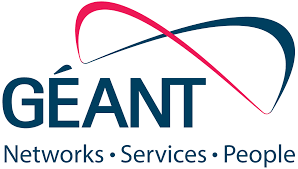 GÉANT
Networks • Services • People